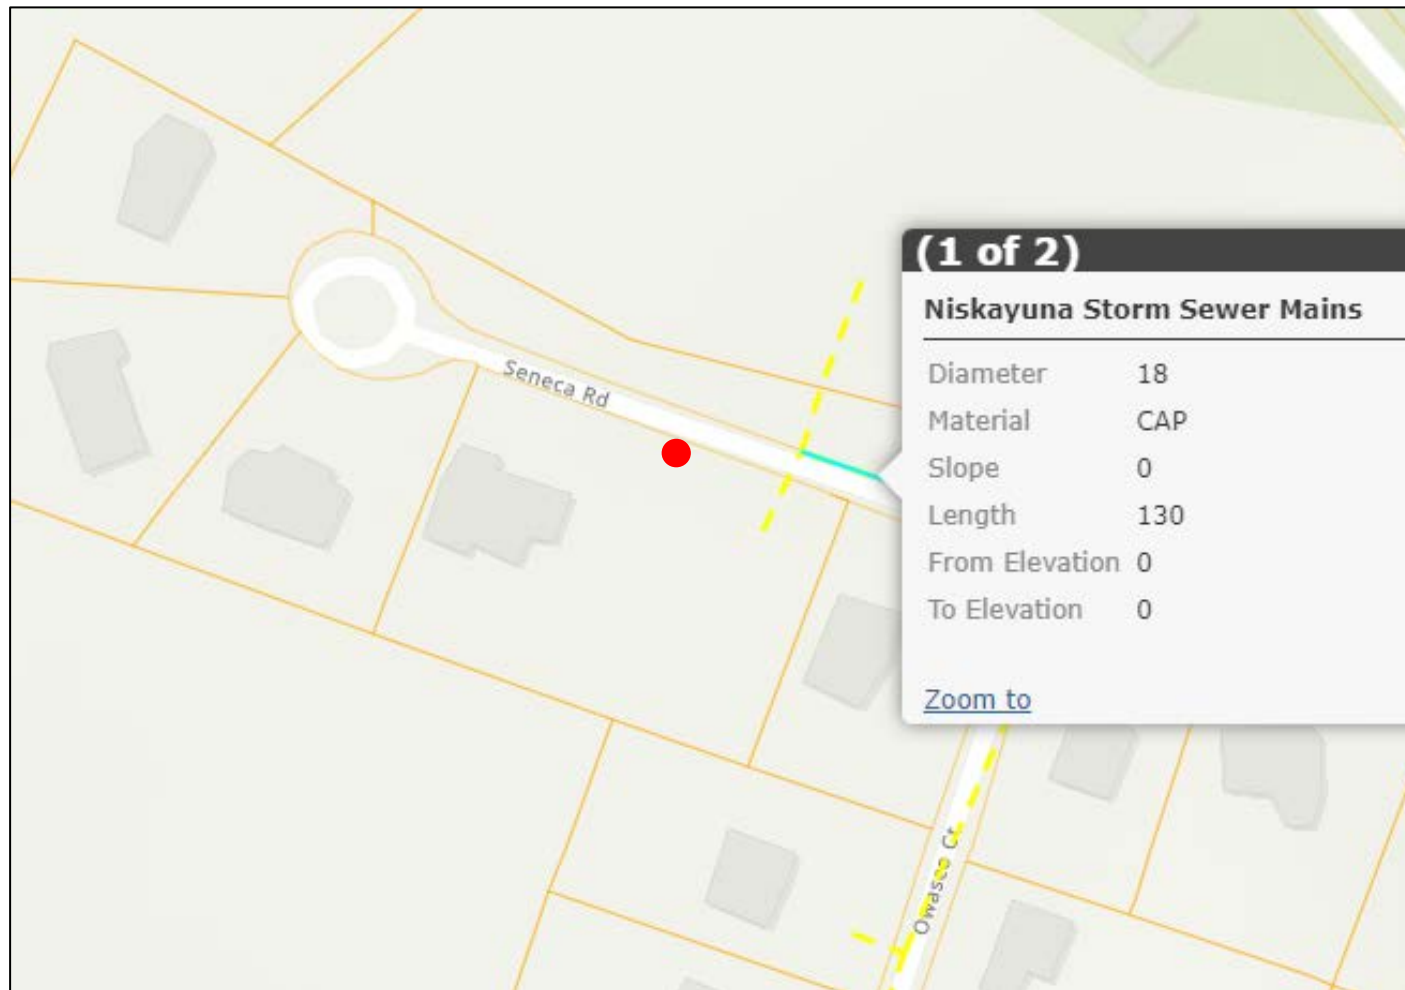 (1 of 2)
Niskayuna Storm Sewer Mains
Diameter 18
Material CAP
Slope 0
Length 130
From Elevation 0
To Elevation 0
Zoom to
Seneca Rd
Owasco Ct